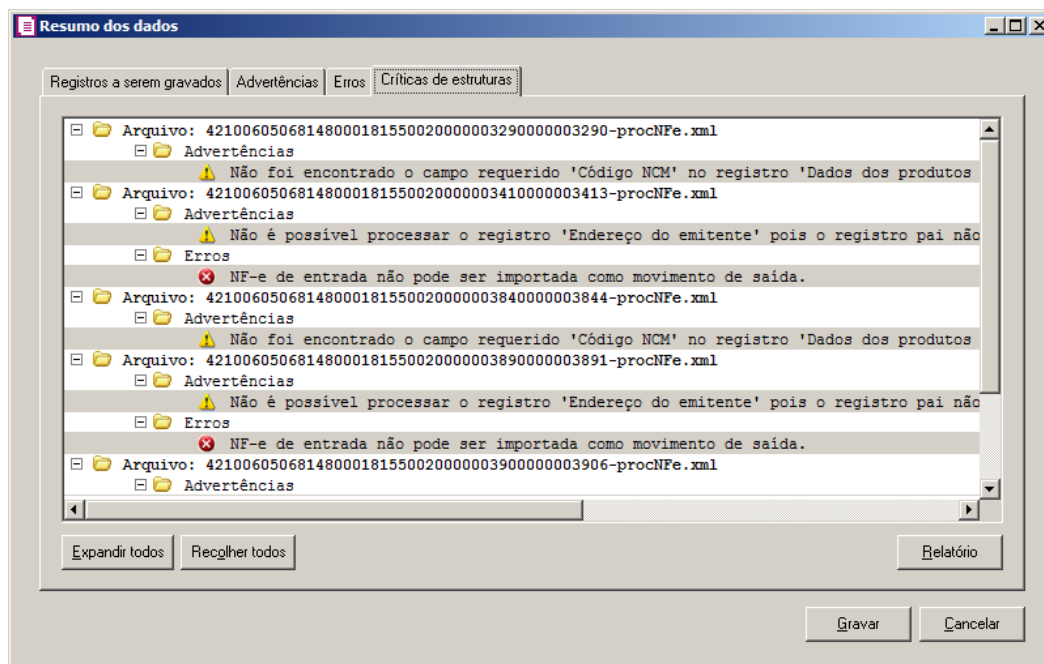 Resumo dos dados
Registros a serem gravados Advertências Erros Críticas de estruturas
Arquivo: 42100605068148000181550020000003290000003290-procNFe.xml
Advertências
Não foi encontrado o campo requerido 'Código NCM' no registro 'Dados dos produtos
Arquivo: 42100605068148000181550020000003410000003413-procNFe.xml
Advertências
Não é possível processar o registro 'Endereço do emitente' pois o registro pai não
Erros
NF-e de entrada não pode ser importada como movimento de saída.
Arquivo: 42100605068148000181550020000003840000003844-procNFe.xml
Advertências
Não foi encontrado o campo requerido 'Código NCM' no registro 'Dados dos produtos
Arquivo: 42100605068148000181550020000003890000003891-procNFe.xml
Advertências
Não é possível processar o registro 'Endereço do emitente' pois o registro pai não
Erros
NF-e de entrada não pode ser importada como movimento de saída.
Arquivo: 42100605068148000181550020000003900000003906-procNFe.xml
Advertências
Expandir todos Recolher todos Relatório
Gravar Cancelar